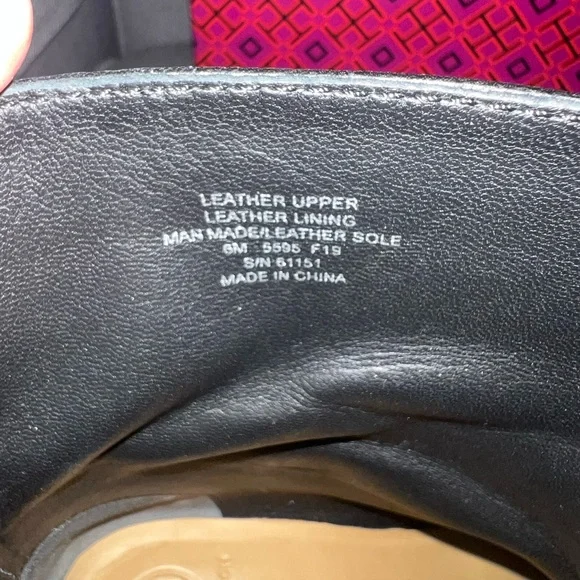 LEATHER UPPER
LEATHER LINING
MAN MADE/LEATHER SOLE
6M 5595 F19
S/N 61151
MADE IN CHINA